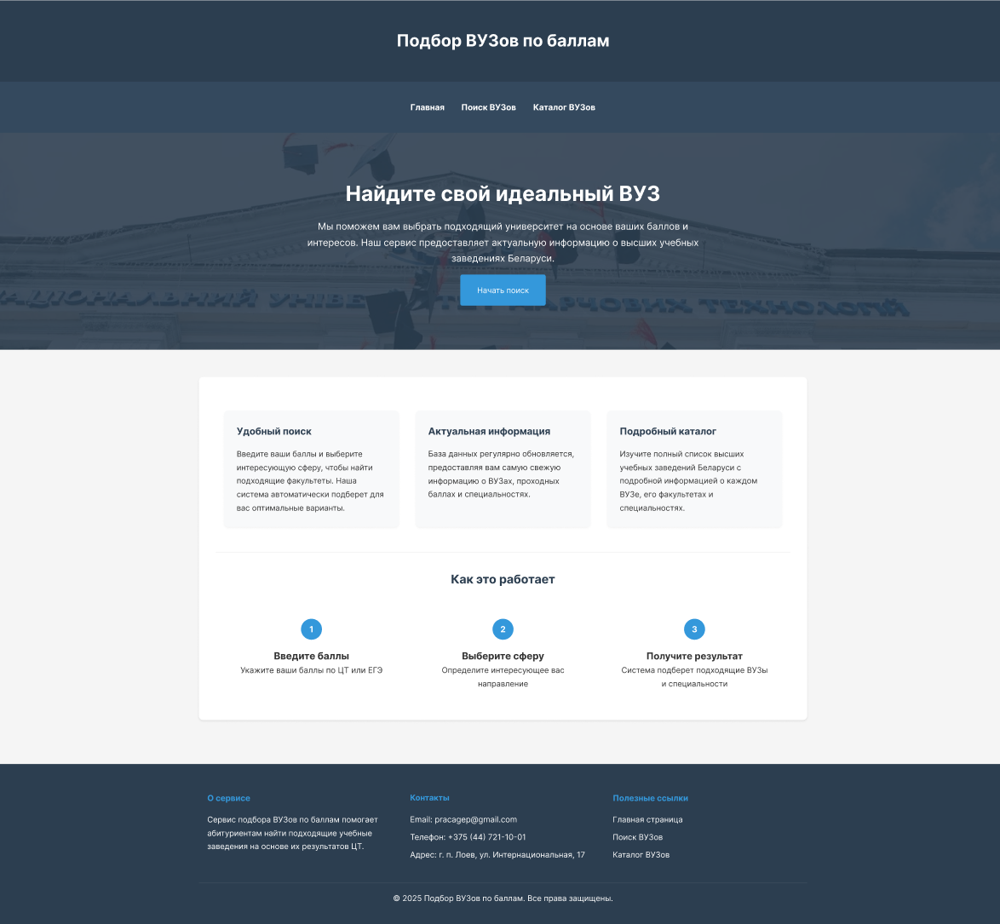 Подбор ВУЗов по баллам
Главная Поиск ВУЗов Каталог ВУЗов
Найдите свой идеальный ВУЗ
Мы поможем вам выбрать подходящий университет на основе ваших баллов и
интересов. Наш сервис предоставляет актуальную информацию о высших учебных
заведениях Беларуси.
Начать поиск
Удобный поиск
Введите ваши баллы и выберите
интересующую сферу, чтобы найти
подходящие факультеты. Наша
система автоматически подберет для
вас оптимальные варианты.
Актуальная информация
База данных регулярно обновляется,
предоставляя вам самую свежую
информацию о ВУЗах, проходных
баллах и специальностях.
Подробный каталог
Изучите полный список высших
учебных заведений Беларуси с
подробной информацией о каждом
ВУЗе, его факультетах и
специальностях.
Как это работает
1
Введите баллы
Укажите ваши баллы по ЦТ или ЕГЭ
2
Выберите сферу
Определите интересующее вас
направление
3
Получите результат
Система подберет подходящие ВУЗы
и специальности
О сервисе
Сервис подбора ВУЗов по баллам помогает
абитуриентам найти подходящие учебные
заведения на основе их результатов ЦТ.
Контакты
Email: pracagep@gmail.com
Телефон: +375 (44) 721-10-01
Адрес: г. п. Лоев, ул. Интернациональная, 17
Полезные ссылки
Главная страница
Поиск ВУЗов
Каталог ВУЗов
© 2025 Подбор ВУЗов по баллам. Все права защищены.